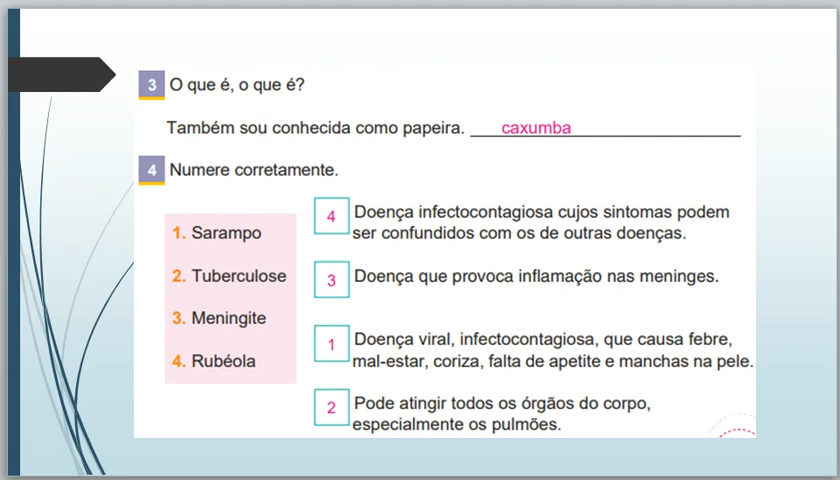 3 O que é, o que é?
Também sou conhecida como papeira. caxumba
4 Numere corretamente.
1. Sarampo
2. Tuberculose
3. Meningite
4. Rubéola
4 Doença infectocontagiosa cujos sintomas podem
ser confundidos com os de outras doenças.
3 Doença que provoca inflamação nas meninges.
1 Doença viral, infectocontagiosa, que causa febre,
mal-estar, coriza, falta de apetite e manchas na pele.
2 Pode atingir todos os órgãos do corpo,
especialmente os pulmões.